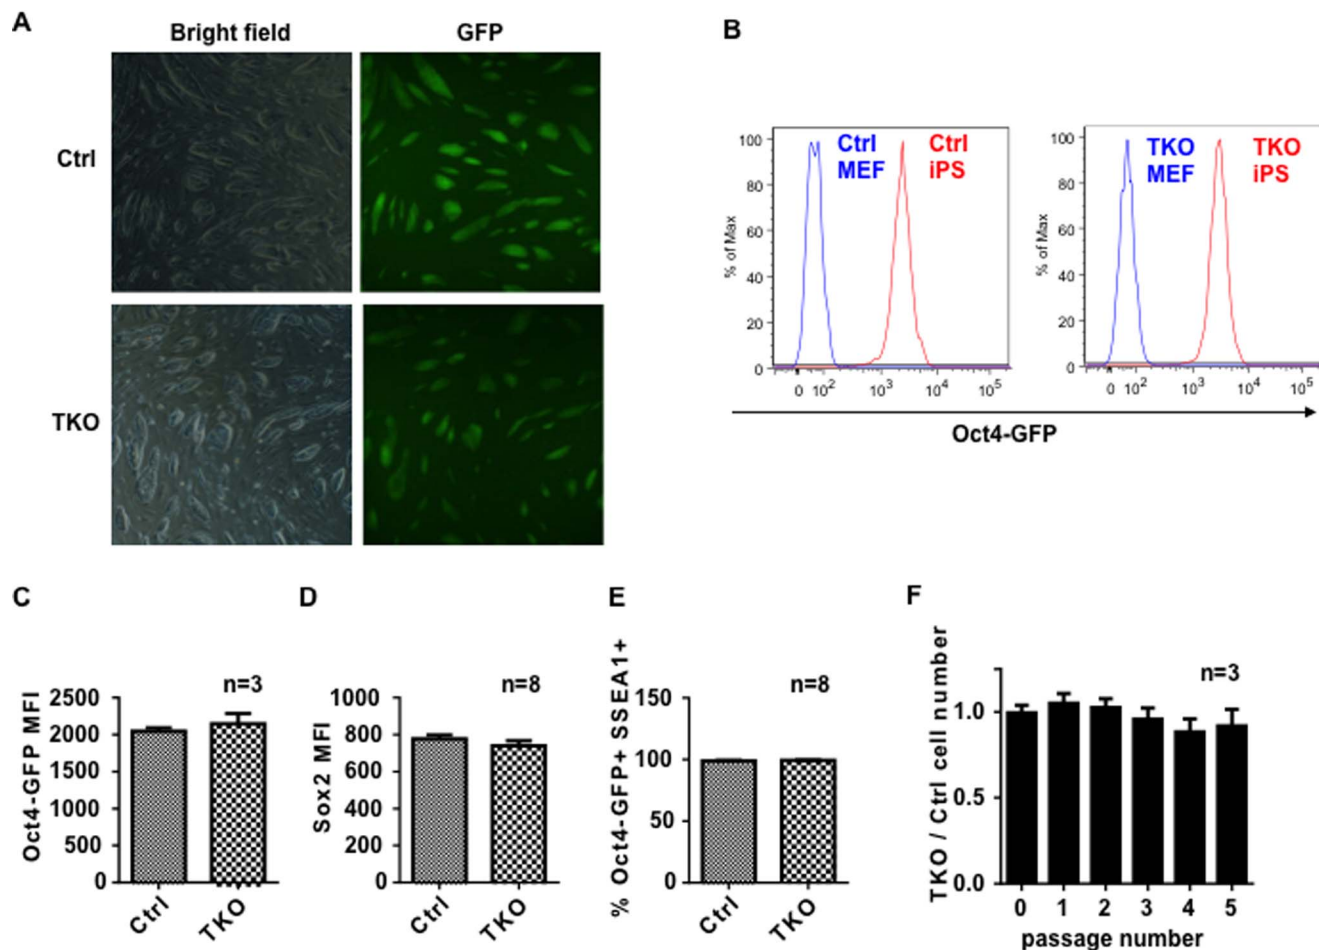 A
Bright field
GFP
Ctrl
TKO
B
% of Max
100
80
60
40
20
0
Ctrl
MEF
Ctrl
iPS
0 10² 10³ 10⁴ 10⁵
% of Max
100
80
60
40
20
0
TKO
MEF
TKO
iPS
0 10² 10³ 10⁴ 10⁵
Oct4-GFP
C
Oct4-GFP MFI
2500
2000
1500
1000
500
0
n=3
Ctrl
TKO
D
Sox2 MFI
1000
800
600
400
200
0
n=8
Ctrl
TKO
E
% Oct4-GFP+ SSEA1+
150
100
50
0
n=8
Ctrl
TKO
F
TKO / Ctrl cell number
1.0
0.5
0.0
n=3
0 1 2 3 4 5
passage number